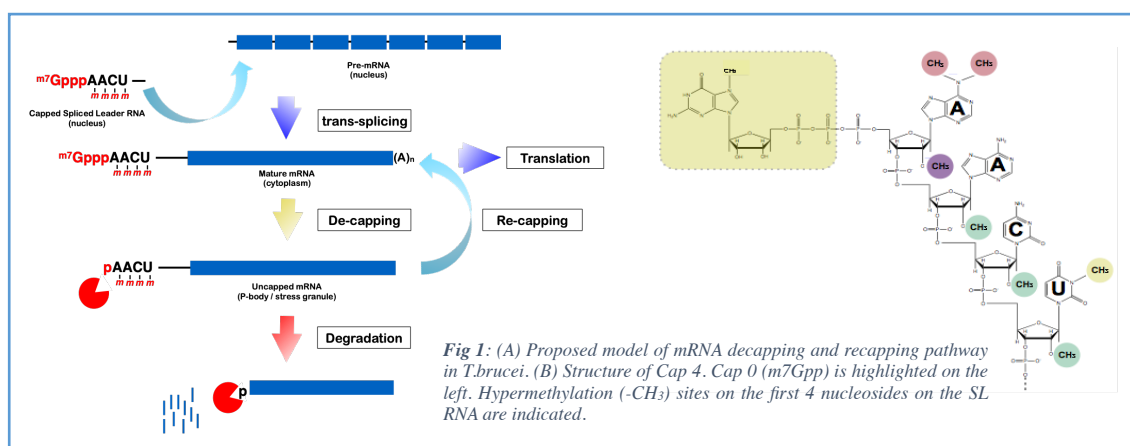 Pre-mRNA
(nucleus)
m7GpppAACU
m m m m
Capped Spliced Leader RNA
(nucleus)
trans-splicing
m7GpppAACU
m m m m
(A)n
Mature mRNA
(cytoplasm)
Translation
De-capping
Re-capping
pAACU
m m m m
Uncapped mRNA
(P-body / stress granule)
Degradation
p
CH₃
CH₃
CH₃
A
CH₃
A
CH₃
C
CH₃
U
CH₃
CH₃
Fig 1: (A) Proposed model of mRNA decapping and recapping pathway
in T.brucei. (B) Structure of Cap 4. Cap 0 (m7Gpp) is highlighted on the
left. Hypermethylation (-CH₃) sites on the first 4 nucleosides on the SL
RNA are indicated.